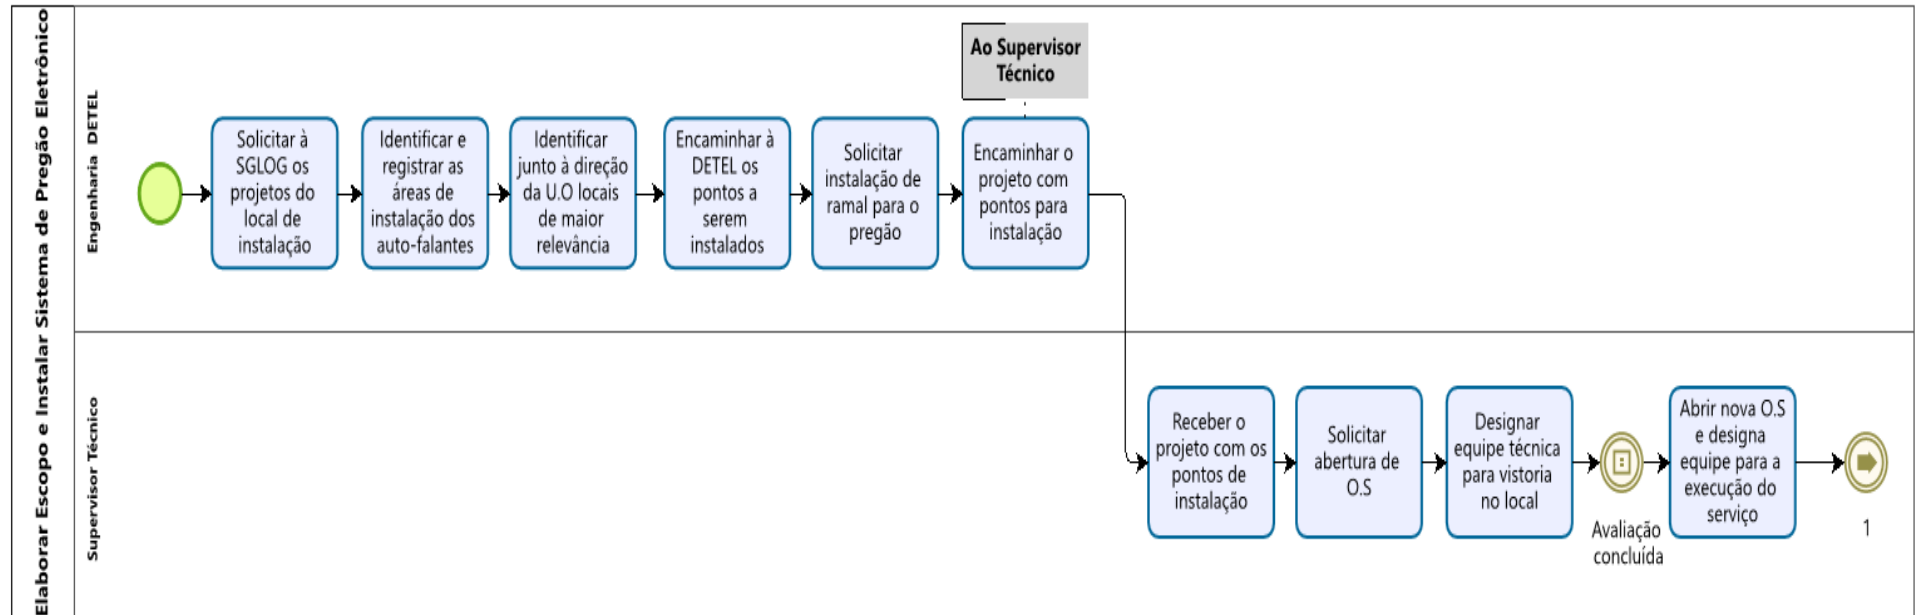 Elaborar Escopo e Instalar Sistema de Pregão Eletrônico
Engenharia DETEL
Solicitar à
SGLOG os
projetos do
local de
instalação
Identificar e
registrar as
áreas de
instalação dos
auto-falantes
Identificar
junto à direção
da U.O locais
de maior
relevância
Encaminhar à
DETEL os
pontos a
serem
instalados
Solicitar
instalação de
ramal para o
pregão
Ao Supervisor
Técnico
Encaminhar o
projeto com
pontos para
instalação
Supervisor Técnico
Receber o
projeto com os
pontos de
instalação
Solicitar
abertura de
O.S
Designar
equipe técnica
para vistoria
no local
Avaliação
concluída
Abrir nova O.S
e designa
equipe para a
execução do
serviço
1